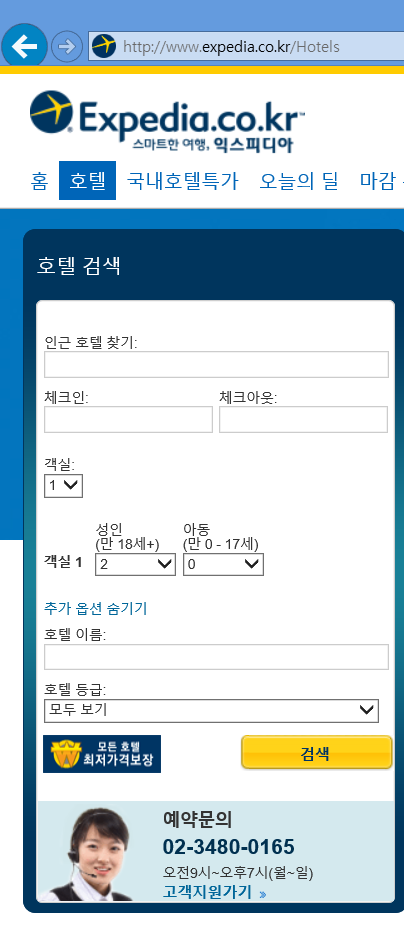 http://www.expedia.co.kr/Hotels
Expedia.co.kr™
스마트한 여행, 익스피디아
홈 호텔 국내호텔특가 오늘의 딜 마감
호텔 검색
인근 호텔 찾기:
체크인: 체크아웃:
객실:
1
성인 아동
(만 18세+) (만 0 - 17세)
객실 1 2 0
추가 옵션 숨기기
호텔 이름:
호텔 등급:
모두 보기
모든 호텔
최저가격보장
검색
예약문의
02-3480-0165
오전9시~오후7시(월~일)
고객지원가기 »